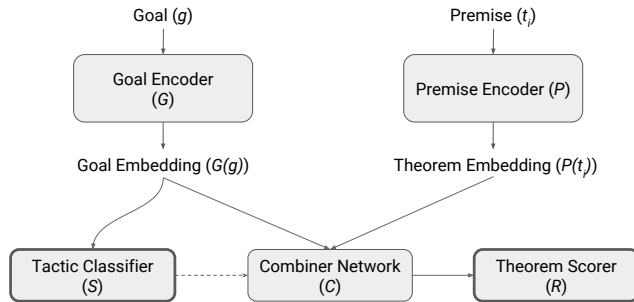 Goal (g)
Premise (t_i)
Goal Encoder
(G)
Premise Encoder (P)
Goal Embedding (G(g))
Theorem Embedding (P(t_i))
Tactic Classifier
(S)
Combiner Network
(C)
Theorem Scorer
(R)